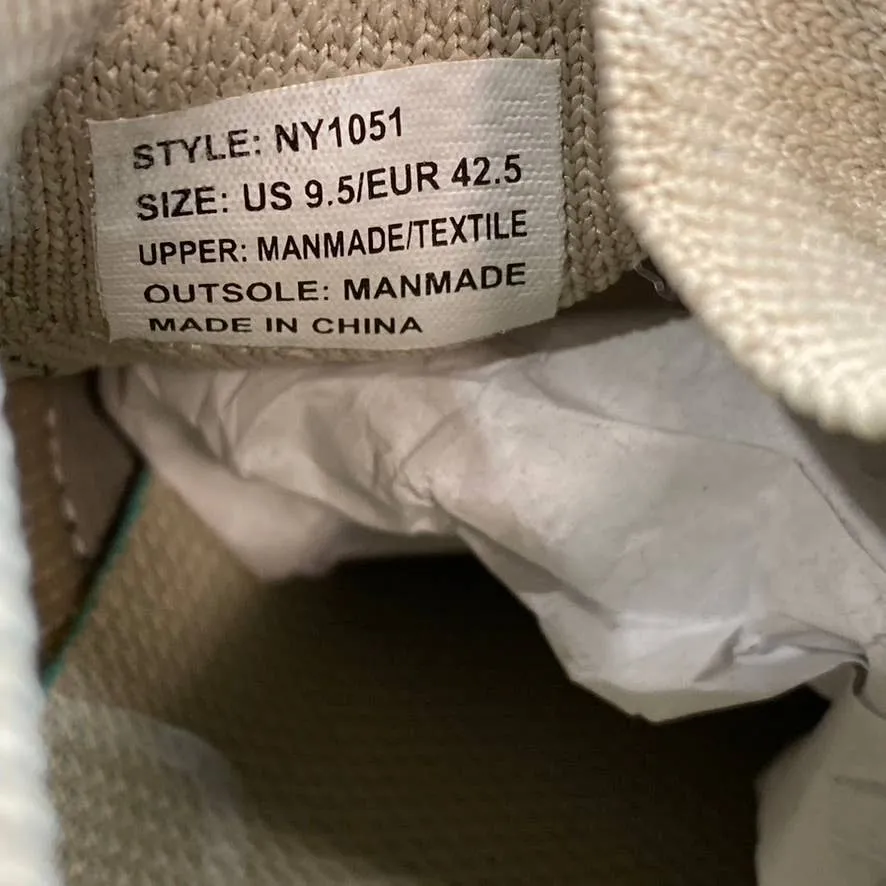 STYLE: NY1051
SIZE: US 9.5/EUR 42.5
UPPER: MANMADE/TEXTILE
OUTSOLE: MANMADE
MADE IN CHINA